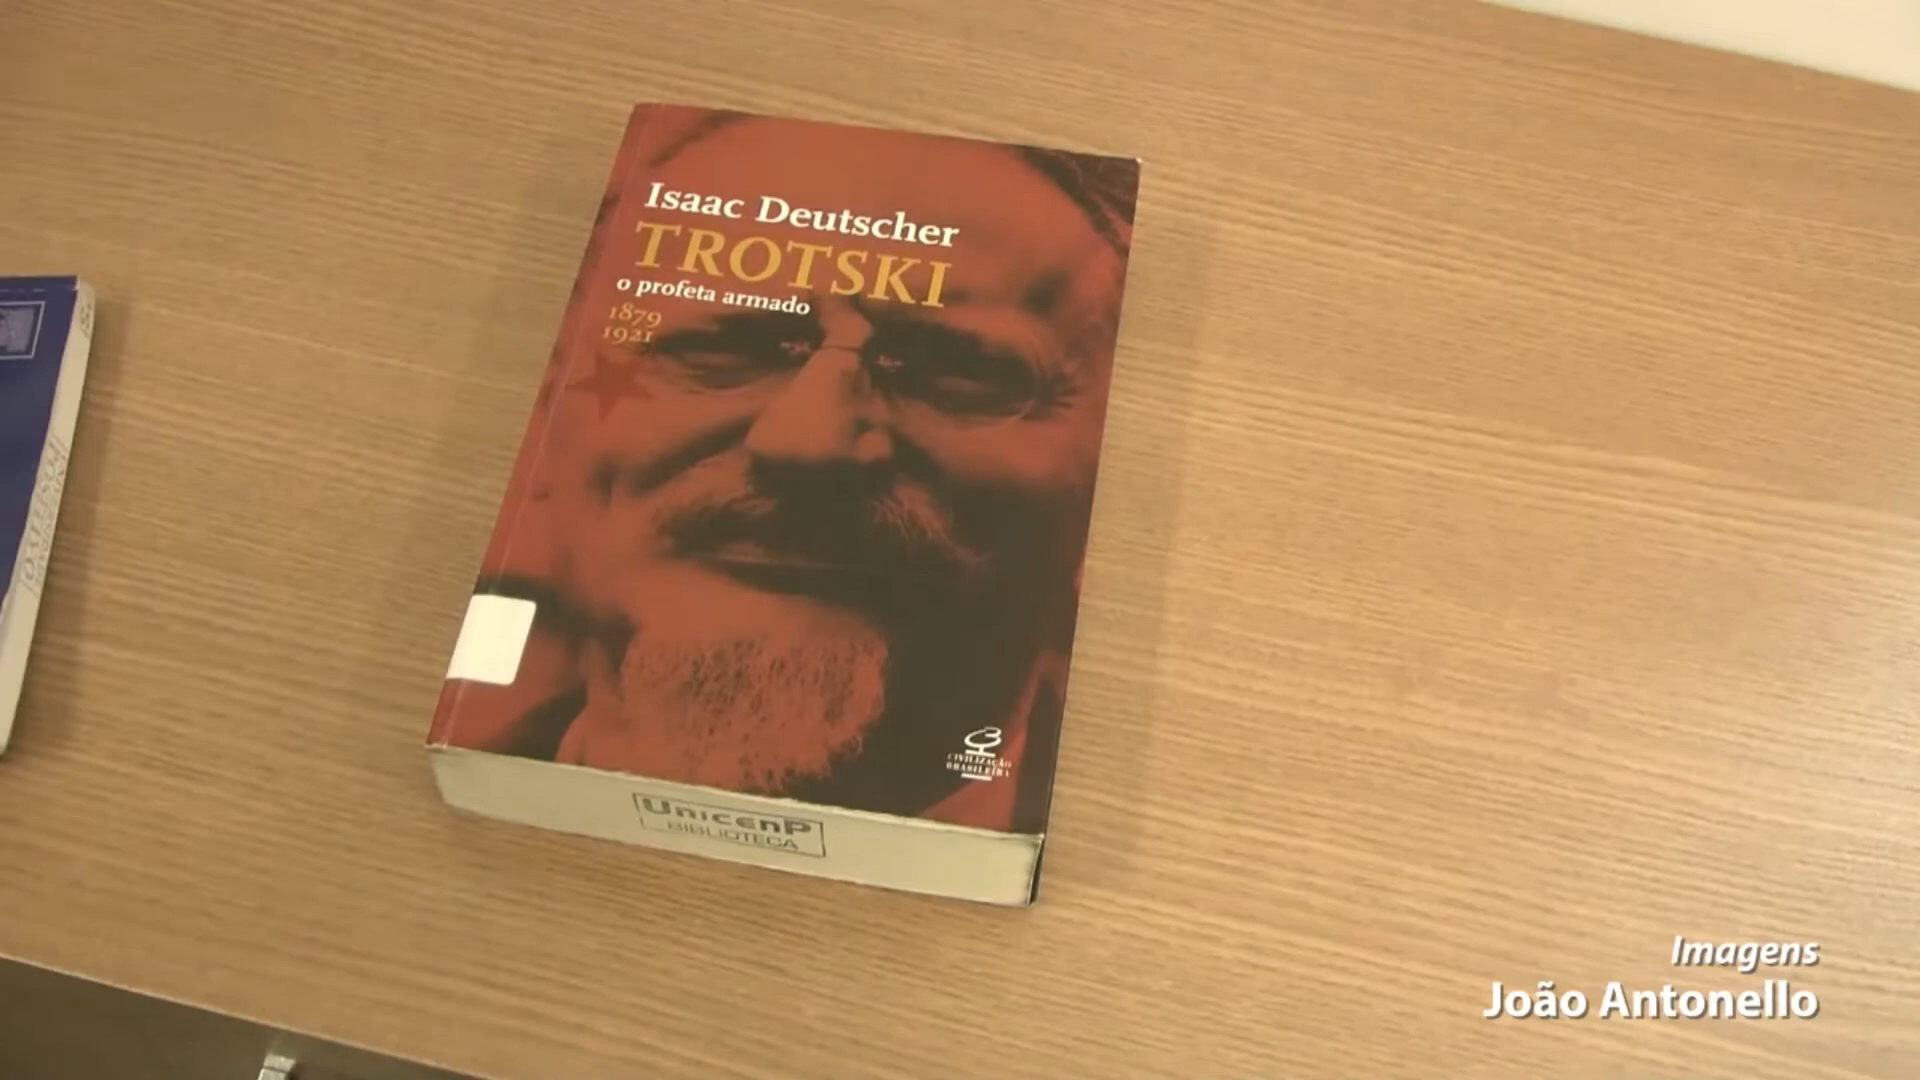 Isaac Deutscher
TROTSKI
o profeta armado
1879
1921
CIVILIZAÇÃO
BRASILEIRA
UnicenP
BIBLIOTECA
Imagens
João Antonello